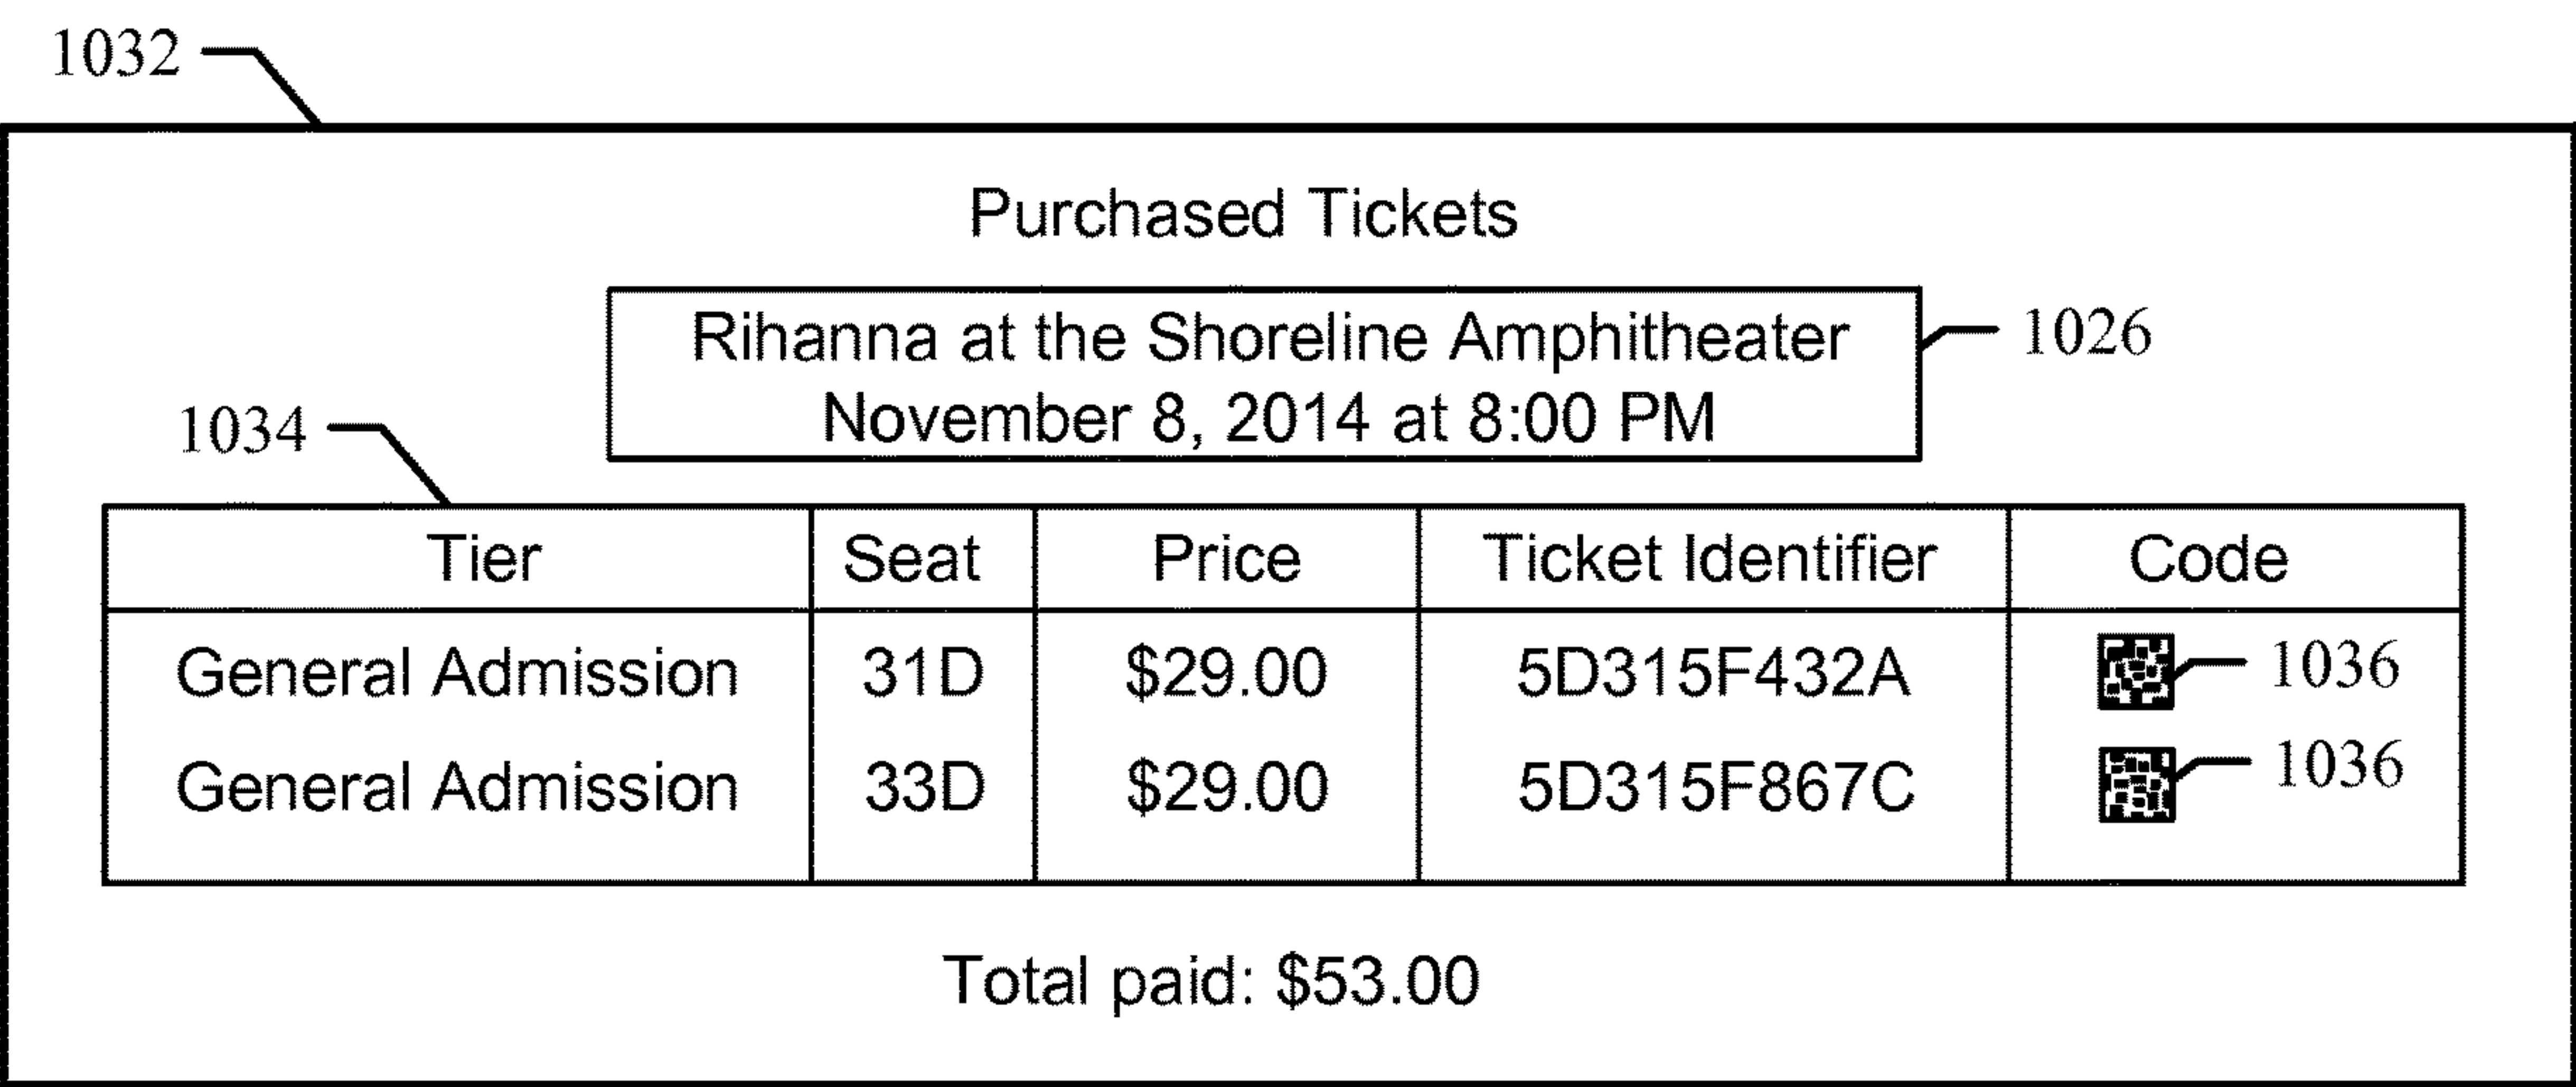 1032
Purchased Tickets
Rihanna at the Shoreline Amphitheater
November 8, 2014 at 8:00 PM
1026
1034
Tier Seat Price Ticket Identifier Code
General Admission 31D $29.00 5D315F432A 1036
General Admission 33D $29.00 5D315F867C 1036
Total paid: $53.00